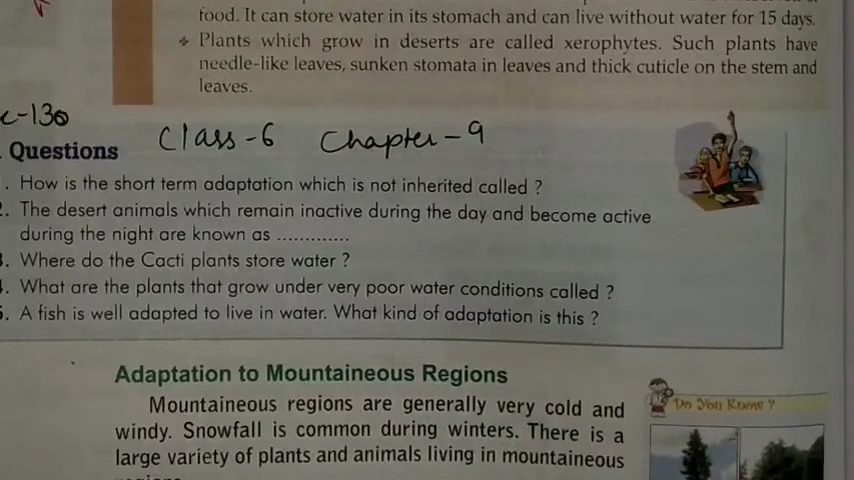 food. It can store water in its stomach and can live without water for 15 days.
❖ Plants which grow in deserts are called xerophytes. Such plants have
needle-like leaves, sunken stomata in leaves and thick cuticle on the stem and
leaves.
Class-6 Chapter-9
Questions
. How is the short term adaptation which is not inherited called ?
2. The desert animals which remain inactive during the day and become active
during the night are known as .............
3. Where do the Cacti plants store water ?
4. What are the plants that grow under very poor water conditions called ?
5. A fish is well adapted to live in water. What kind of adaptation is this ?
Adaptation to Mountaineous Regions
Mountaineous regions are generally very cold and
windy. Snowfall is common during winters. There is a
large variety of plants and animals living in mountaineous
Do You Know ?